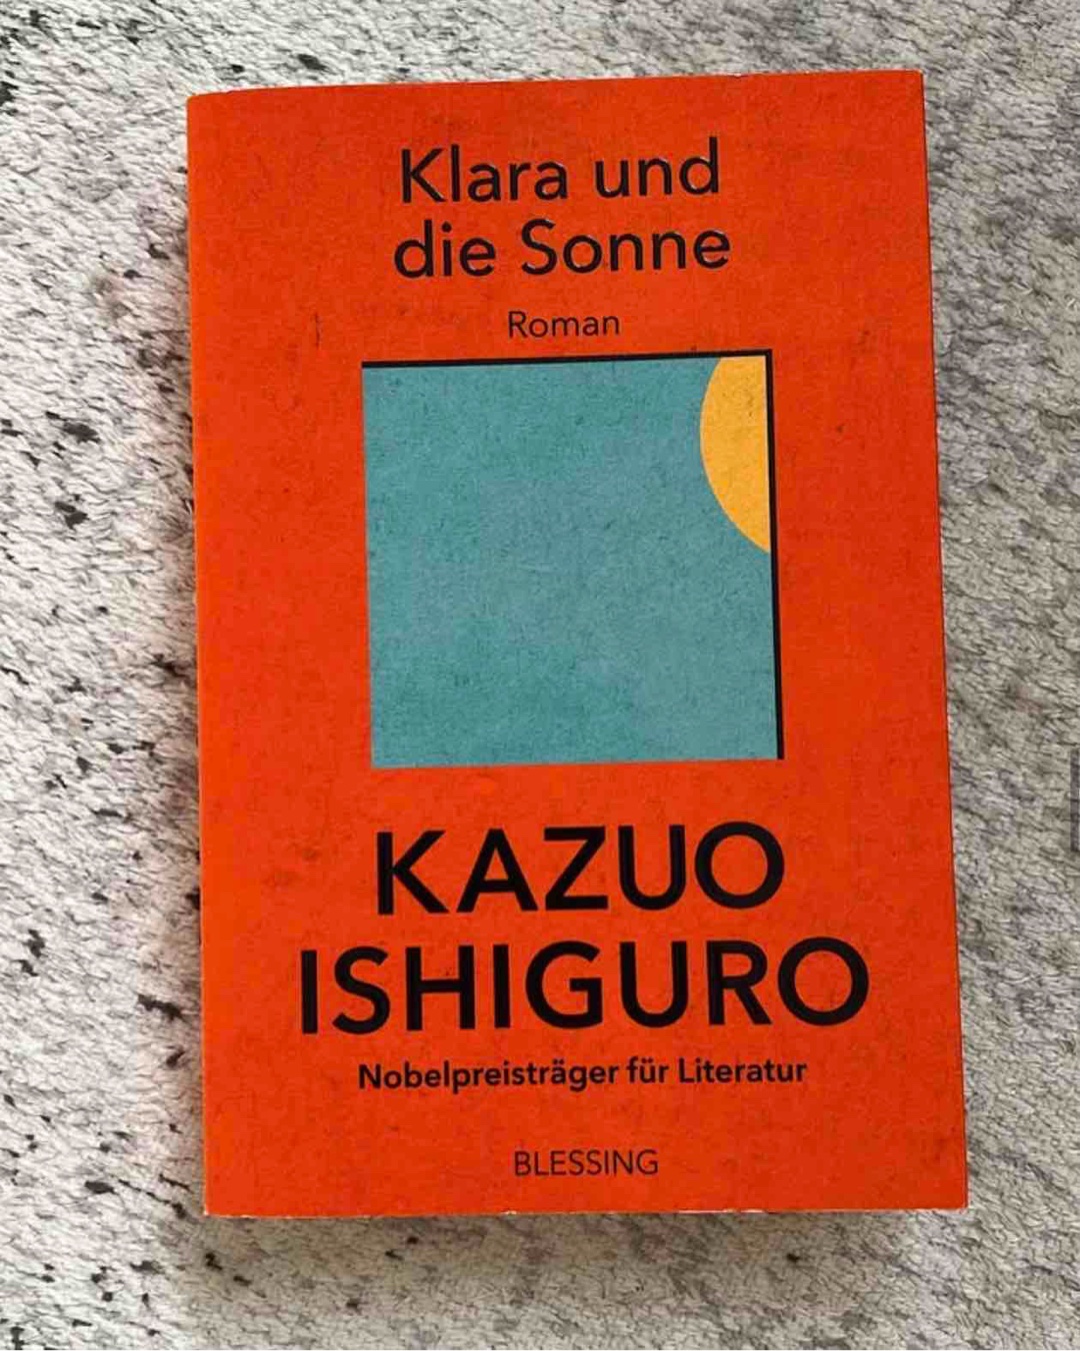 Klara und
die Sonne
Roman
KAZUO
ISHIGURO
Nobelpreisträger für Literatur
BLESSING